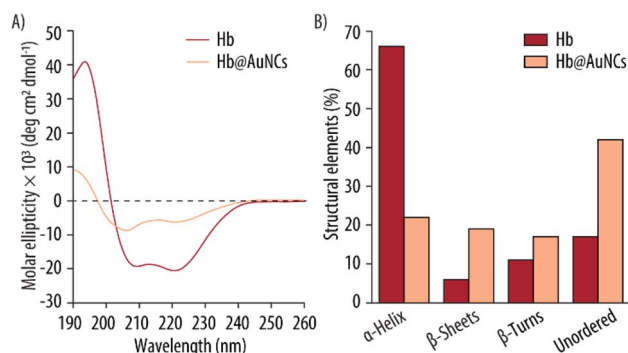 A)
Hb
Hb@AuNCs
Molar ellipticity × 10³ (deg cm² dmol⁻¹)
50
40
30
20
10
0
-10
-20
-30
190 200 210 220 230 240 250 260
Wavelength (nm)
B)
Hb
Hb@AuNCs
Structural elements (%)
70
60
50
40
30
20
10
0
α-Helix
β-Sheets
β-Turns
Unordered